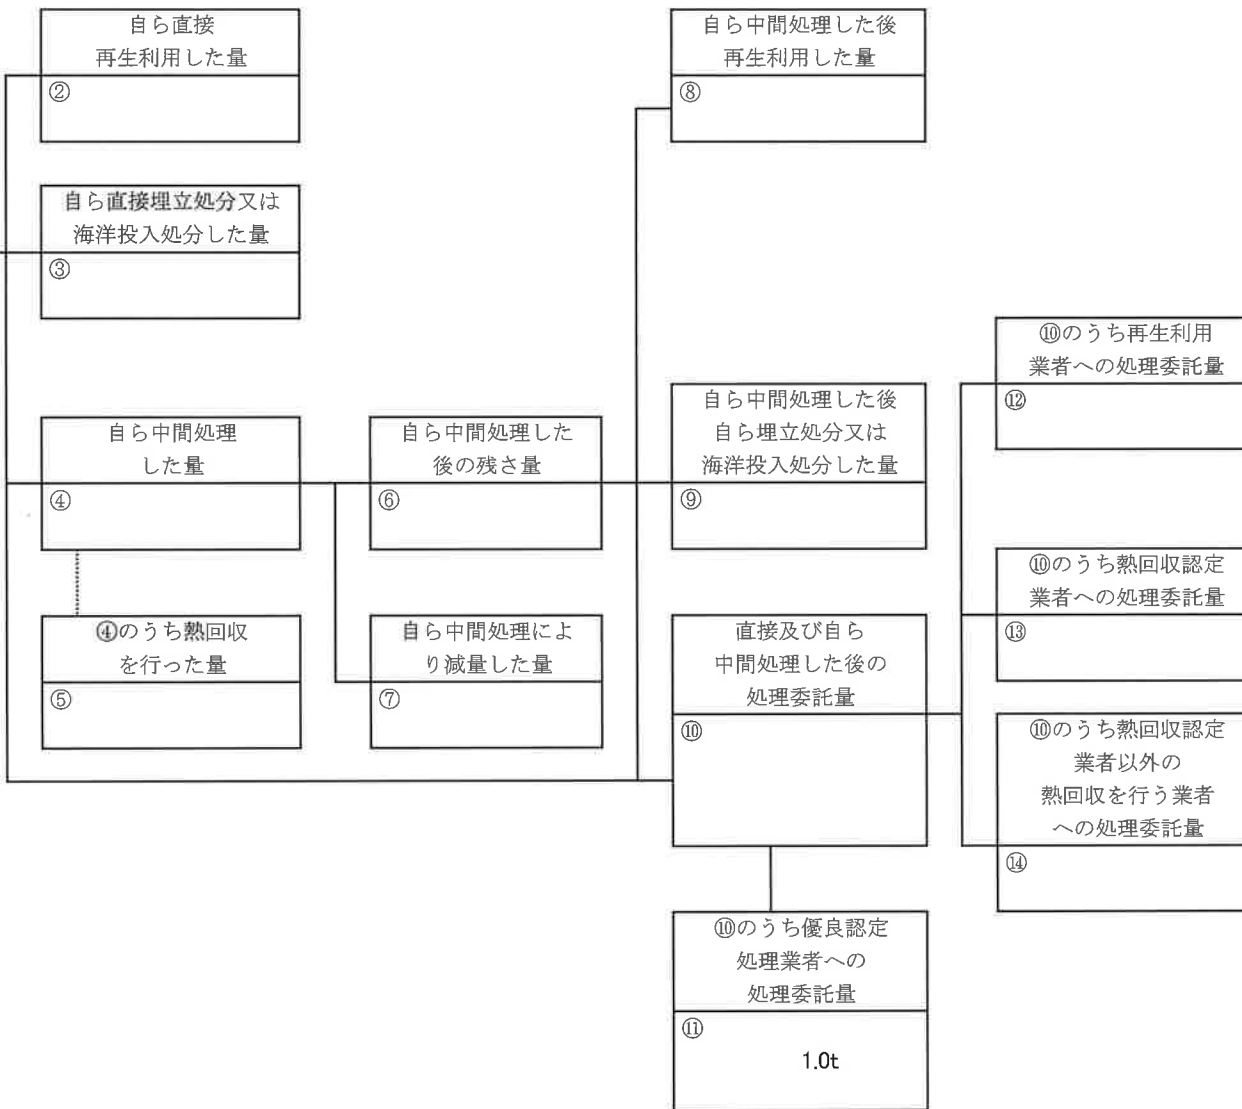 自ら直接
再生利用した量
②
自ら直接埋立処分又は
海洋投入処分した量
③
自ら中間処理
した量
④
④のうち熱回収
を行った量
⑤
自ら中間処理した
後の残さ量
⑥
自ら中間処理によ
り減量した量
⑦
自ら中間処理した後
再生利用した量
⑧
自ら中間処理した後
自ら埋立処分又は
海洋投入処分した量
⑨
直接及び自ら
中間処理した後の
処理委託量
⑩
⑩のうち優良認定
処理業者への
処理委託量
⑪
1.0t
⑩のうち再生利用
業者への処理委託量
⑫
⑩のうち熱回収認定
業者への処理委託量
⑬
⑩のうち熱回収認定
業者以外の
熱回収を行う業者
への処理委託量
⑭